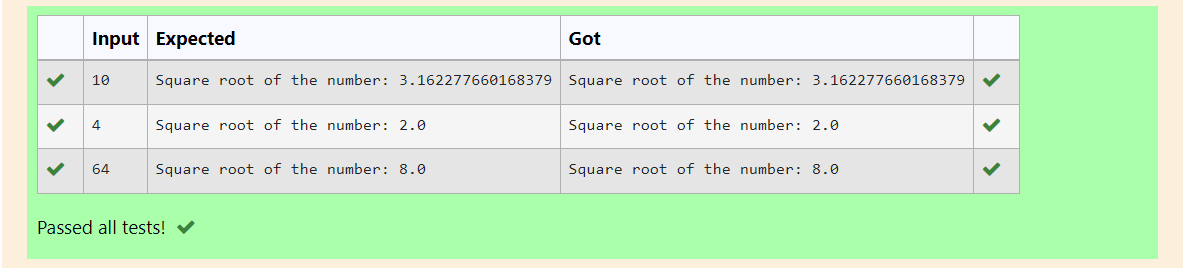 Input Expected Got
10 Square root of the number: 3.162277660168379 Square root of the number: 3.162277660168379
4 Square root of the number: 2.0 Square root of the number: 2.0
64 Square root of the number: 8.0 Square root of the number: 8.0
Passed all tests!